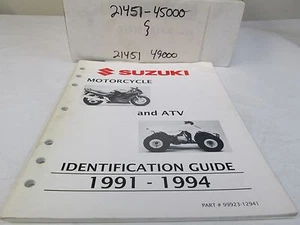 21451-45000
21451 49000
SUZUKI
MOTORCYCLE
and ATV
IDENTIFICATION GUIDE
1991 - 1994
PART # 99923-12941